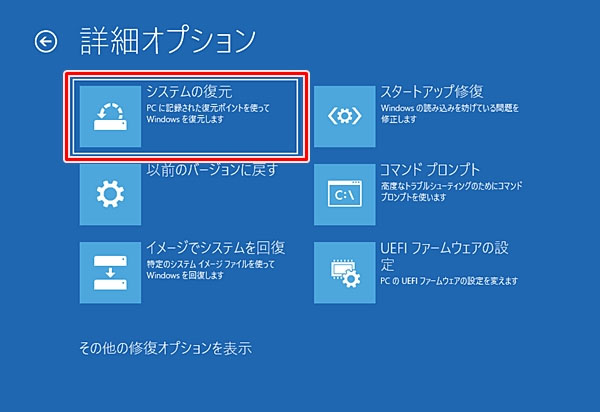 詳細オプション
システムの復元
PC に記録された復元ポイントを使って
Windows を復元します
スタートアップ修復
Windows の読み込みを妨げている問題を
修正します
以前のバージョンに戻す
コマンド プロンプト
高度なトラブルシューティングのためにコマンド
プロンプトを使います
C:\
イメージでシステムを回復
特定のシステム イメージ ファイルを使って
Windows を回復します
UEFI ファームウェアの設
定
PC の UEFI ファームウェアの設定を変えます
その他の修復オプションを表示